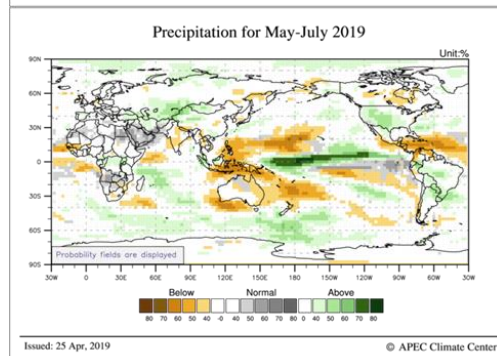 Precipitation for May-July 2019
Unit:%
90N
60N
30N
0
30S
60S
90S
Probability fields are displayed
30W 0 30E 60E 90E 120E 150E 180 150W 120W 90W 60W 30W
Below Normal Above
80 70 60 50 40 -0 40 50 60 70 80 0 40 50 60 70 80
Issued: 25 Apr, 2019
© APEC Climate Center